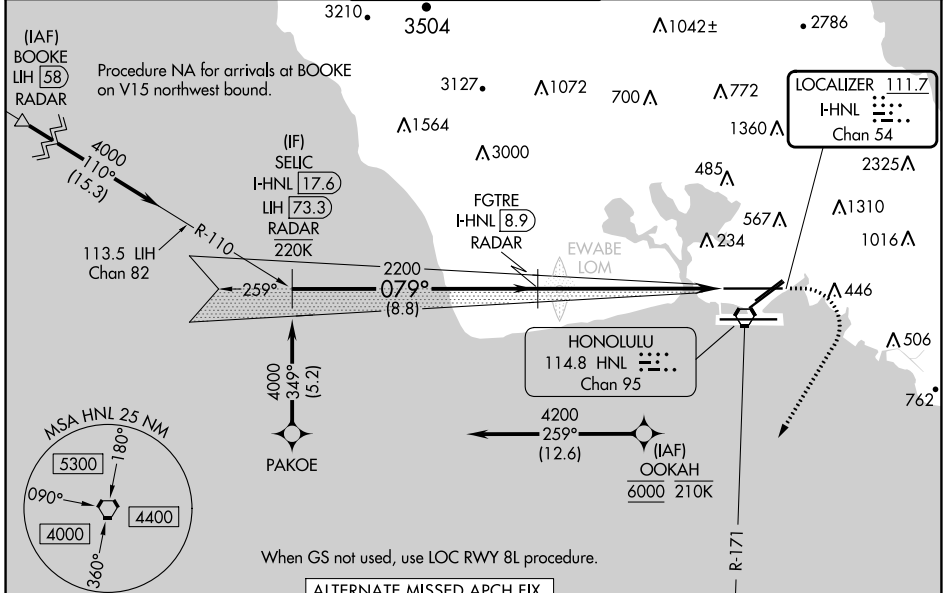 3210
3504
1042±
2786
(IAF)
BOOKE
LIH 58
RADAR
Procedure NA for arrivals at BOOKE
on V15 northwest bound.
3127
1072
700
772
LOCALIZER 111.7
I-HNL
Chan 54
1564
1360
3000
2325
4000
110°
(15.3)
(IF)
SELIC
I-HNL 17.6
LIH 73.3
RADAR
220K
485
FGTRE
I-HNL 8.9
RADAR
567
1310
234
1016
113.5 LIH
Chan 82
R-110
EWABE
LOM
2200
259°
079°
(8.8)
446
HONOLULU
114.8 HNL
Chan 95
506
762
4000
349°
(5.2)
PAKOE
4200
259°
(12.6)
(IAF)
OOKAH
6000 210K
MSA HNL 25 NM
180°
5300
090°
4400
4000
360°
R-171
When GS not used, use LOC RWY 8L procedure.
ALTERNATE MISSED APCH FIX